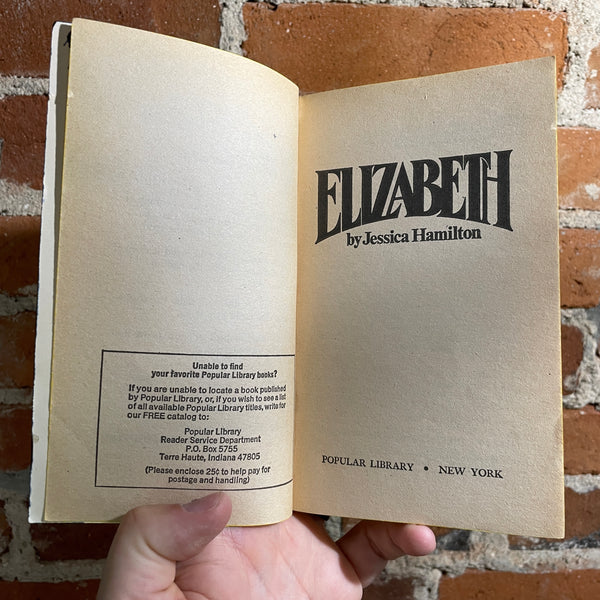 Unable to find
your favorite Popular Library books?
If you are unable to locate a book published
by Popular Library, or, if you wish to see a list
of all available Popular Library titles, write for
our FREE catalog to:
Popular Library
Reader Service Department
P.O. Box 5755
Terre Haute, Indiana 47805
(Please enclose 25¢ to help pay for
postage and handling)
ELIZABETH
by Jessica Hamilton
POPULAR LIBRARY • NEW YORK